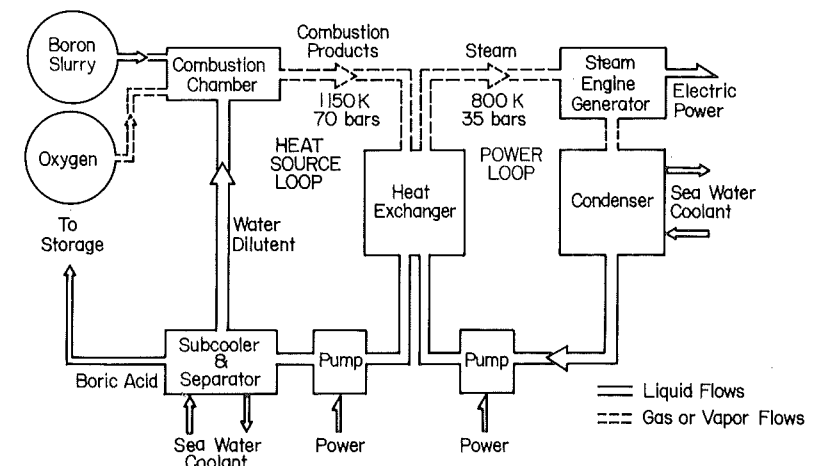 Boron
Slurry
Combustion
Chamber
Combustion
Products
1150K
70 bars
Steam
800 K
35 bars
Steam
Engine
Generator
Electric
Power
Oxygen
HEAT
SOURCE
LOOP
POWER
LOOP
Heat
Exchanger
Condenser
Sea Water
Coolant
To
Storage
Water
Dilutent
Subcooler
&
Separator
Pump
Pump
Boric Acid
Liquid Flows
Gas or Vapor Flows
Sea Water
Coolant
Power
Power